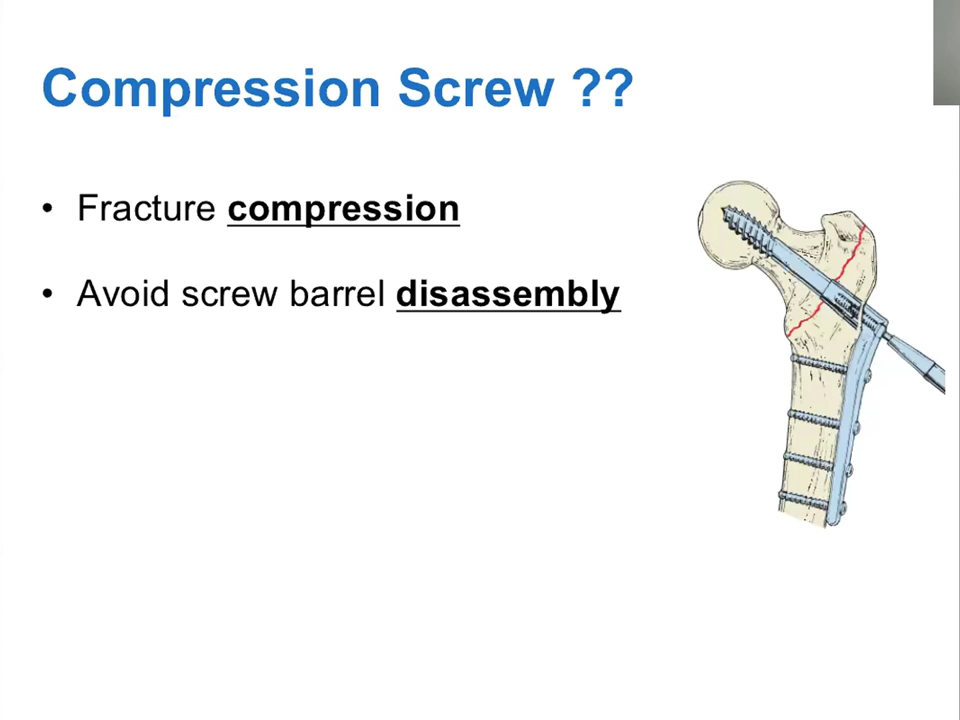 Compression Screw ??
• Fracture compression
• Avoid screw barrel disassembly